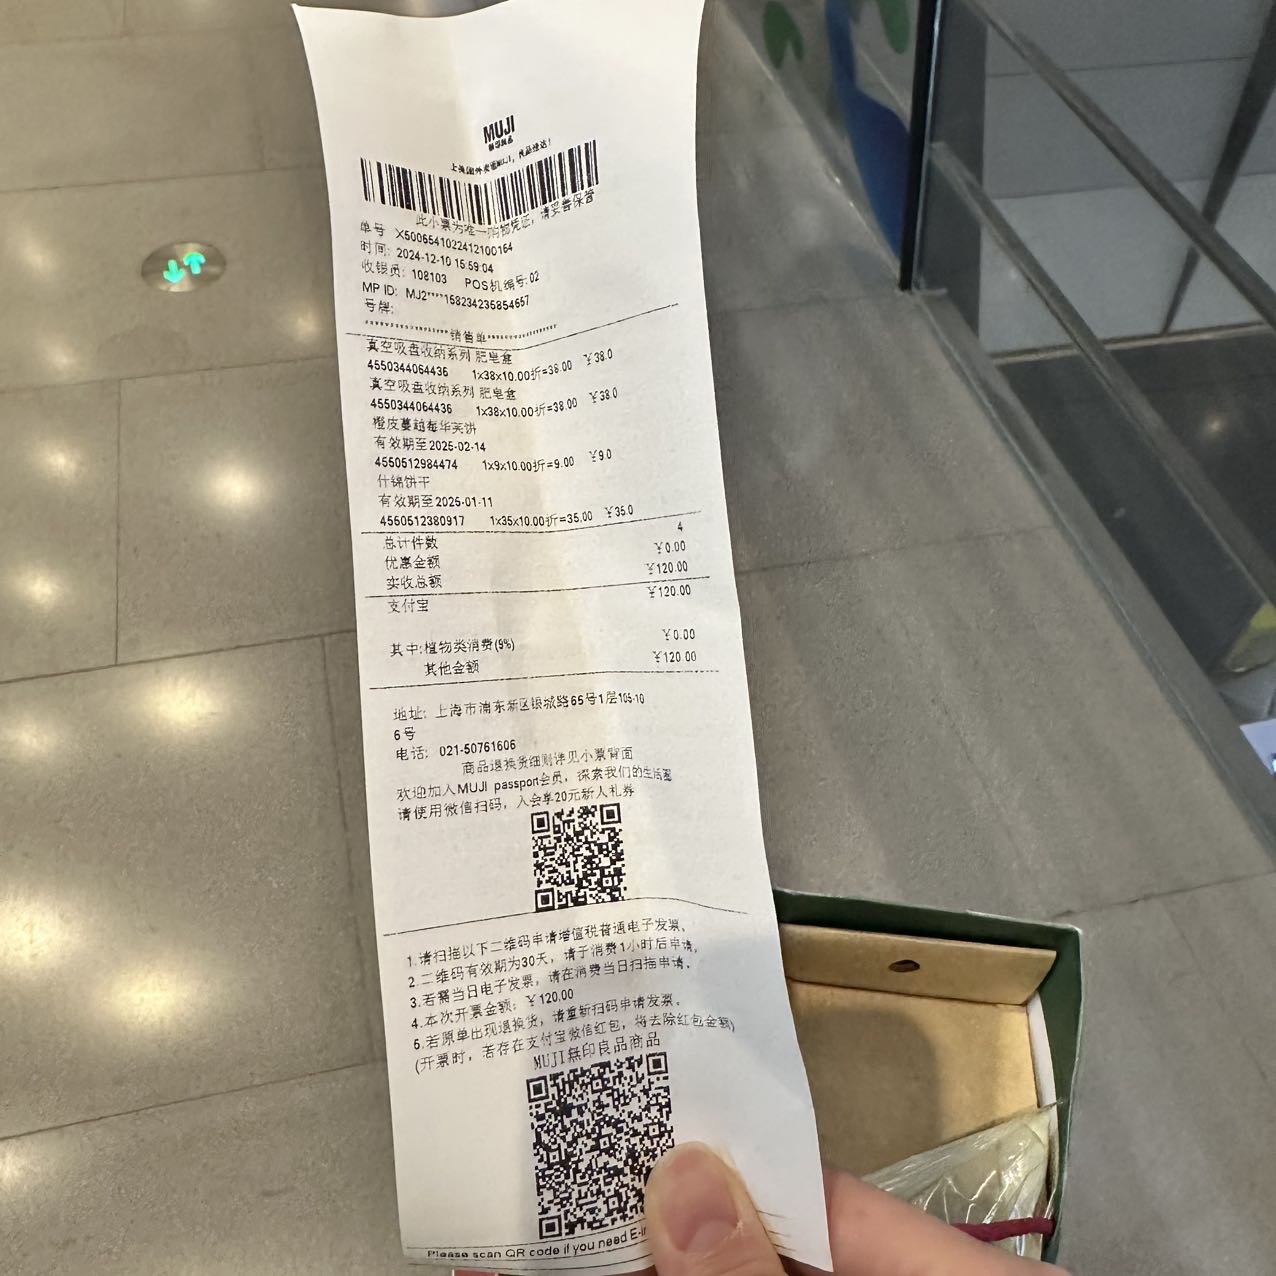 MUJI
無印良品
此小票为唯一购物凭证，请妥善保管
单号 X5006541022412100164
时间: 2024-12-10 15:59:04
收银员: 108103 POS机编号: 02
MP ID: MJ2****158234235854657
号牌:
********************销售单********************
真空吸盘收纳系列 肥皂盒
4550344064436 1x38x10.00折=38.00 ¥38.0
真空吸盘收纳系列 肥皂盒
4550344064436 1x38x10.00折=38.00 ¥38.0
橙皮蔓越莓华夫饼
有效期至2025-02-14
4550512984474 1x9x10.00折=9.00 ¥9.0
什锦饼干
有效期至2025-01-11
4550512380917 1x35x10.00折=35.00 ¥35.0
总计件数 4
优惠金额 ¥0.00
实收总额 ¥120.00
支付宝 ¥120.00
其中:植物类消费(9%) ¥0.00
其他金额 ¥120.00
地址: 上海市浦东新区银城路65号1层105-10
6号
电话: 021-50761606
商品退换货细则详见小票背面
欢迎加入MUJI passport会员，探索我们的生活圈
请使用微信扫码，入会享20元新人礼券
1.请扫描以下二维码申请增值税普通电子发票。
2.二维码有效期为30天，请于消费1小时后申请。
3.若需当日电子发票，请在消费当日扫描申请。
4.本次开票金额: ¥120.00
5.若原单出现退换货，请重新扫码申请发票。
(开票时，若存在支付宝微信红包，将去除红包金额)
MUJI無印良品商品
Please scan QR code if you need E-